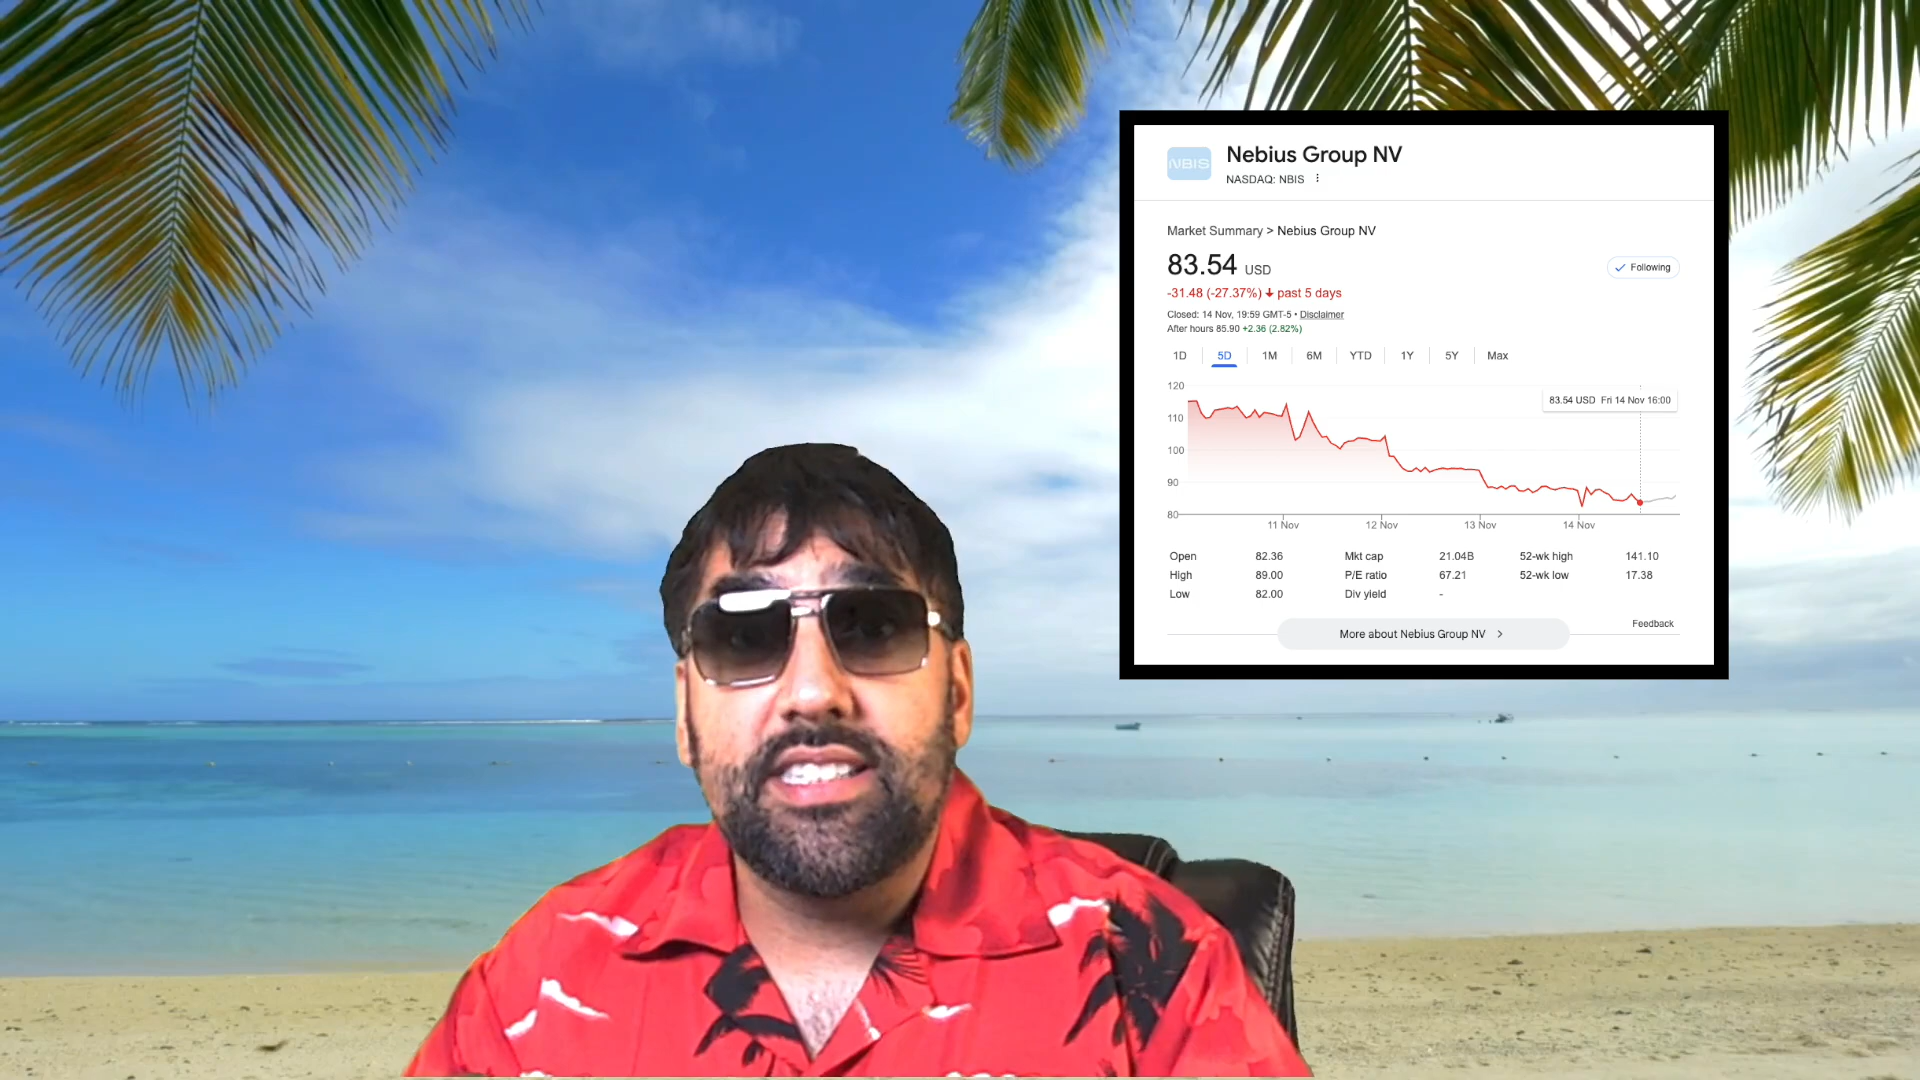 NBIS
Nebius Group NV
NASDAQ: NBIS
Market Summary > Nebius Group NV
83.54 USD
Following
-31.48 (-27.37%) past 5 days
Closed: 14 Nov, 19:59 GMT-5 • Disclaimer
After hours 85.90 +2.36 (2.82%)
1D 5D 1M 6M YTD 1Y 5Y Max
120
83.54 USD Fri 14 Nov 16:00
110
100
90
80
11 Nov 12 Nov 13 Nov 14 Nov
Open 82.36 Mkt cap 21.04B 52-wk high 141.10
High 89.00 P/E ratio 67.21 52-wk low 17.38
Low 82.00 Div yield -
Feedback
More about Nebius Group NV